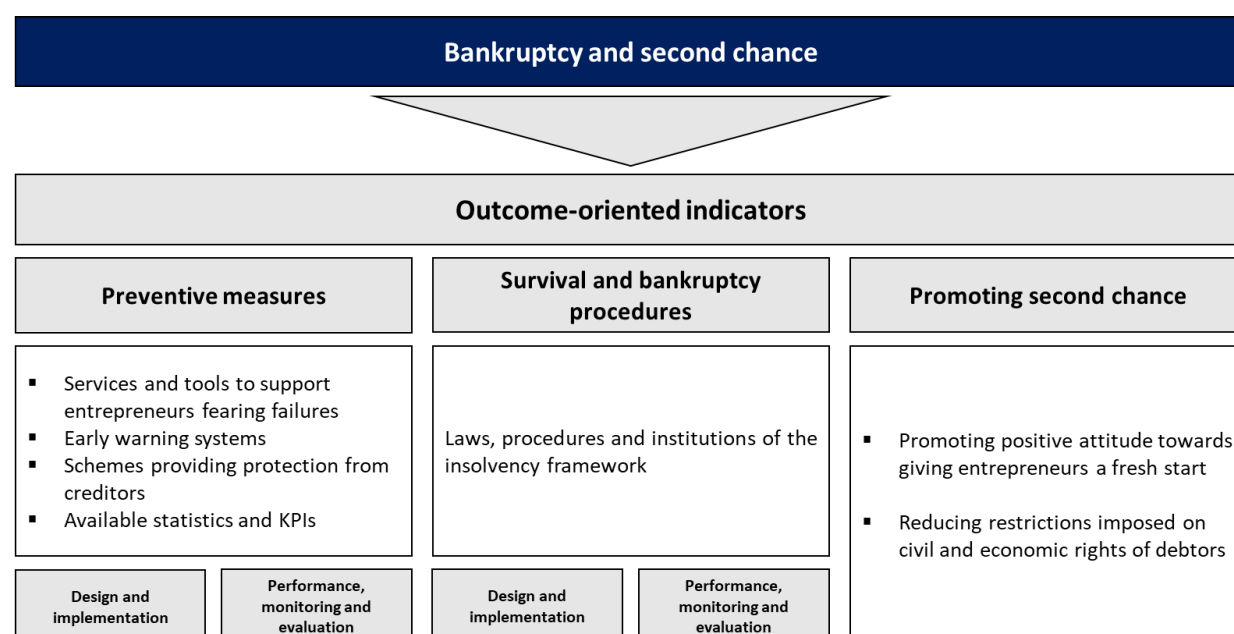 Bankruptcy and second chance
Outcome-oriented indicators
Preventive measures
Survival and bankruptcy
procedures
Promoting second chance
▪ Services and tools to support
entrepreneurs fearing failures
▪ Early warning systems
▪ Schemes providing protection from
creditors
▪ Available statistics and KPIs
Laws, procedures and institutions of the
insolvency framework
▪ Promoting positive attitude towards
giving entrepreneurs a fresh start
▪ Reducing restrictions imposed on
civil and economic rights of debtors
Design and
implementation
Performance,
monitoring and
evaluation
Design and
implementation
Performance,
monitoring and
evaluation